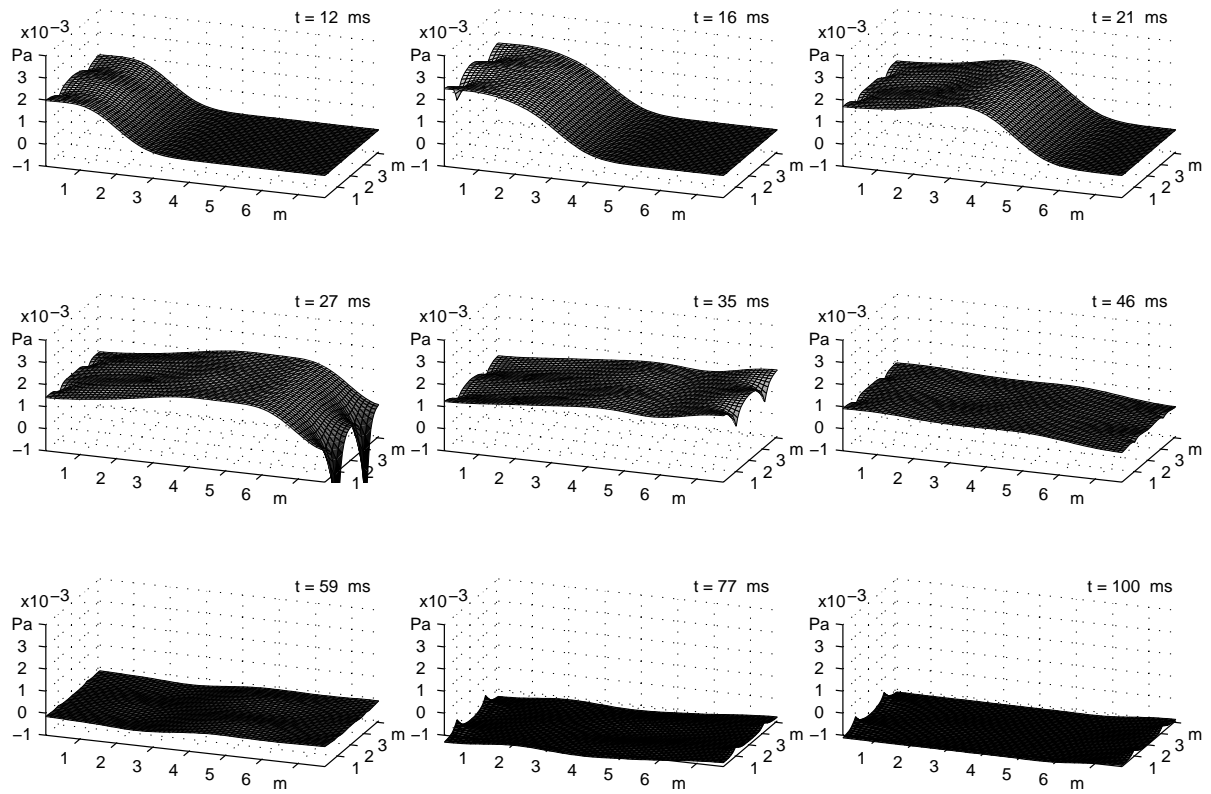 t = 12 ms
x10−3
Pa
3
2
1
0
−1
1 2 3 4 5 6 m
1 2 3 m
t = 16 ms
x10−3
Pa
3
2
1
0
−1
1 2 3 4 5 6 m
1 2 3 m
t = 21 ms
x10−3
Pa
3
2
1
0
−1
1 2 3 4 5 6 m
1 2 3 m
t = 27 ms
x10−3
Pa
3
2
1
0
−1
1 2 3 4 5 6 m
1 2 3 m
t = 35 ms
x10−3
Pa
3
2
1
0
−1
1 2 3 4 5 6 m
1 2 3 m
t = 46 ms
x10−3
Pa
3
2
1
0
−1
1 2 3 4 5 6 m
1 2 3 m
t = 59 ms
x10−3
Pa
3
2
1
0
−1
1 2 3 4 5 6 m
1 2 3 m
t = 77 ms
x10−3
Pa
3
2
1
0
−1
1 2 3 4 5 6 m
1 2 3 m
t = 100 ms
x10−3
Pa
3
2
1
0
−1
1 2 3 4 5 6 m
1 2 3 m